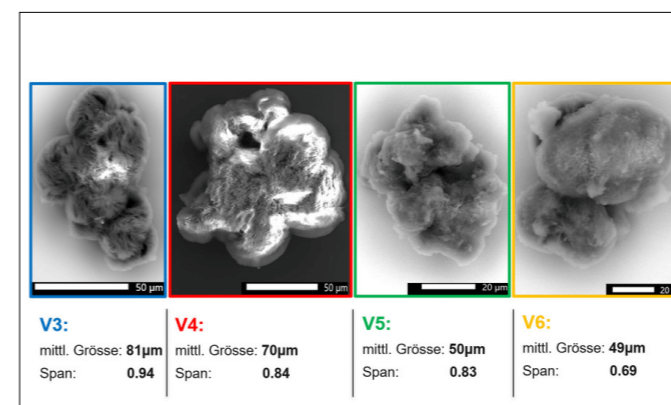 50 µm
50 µm
20 µm
20
V3:
mittl. Grösse: 81µm
Span: 0.94
V4:
mittl. Grösse: 70µm
Span: 0.84
V5:
mittl. Grösse: 50µm
Span: 0.83
V6:
mittl. Grösse: 49µm
Span: 0.69